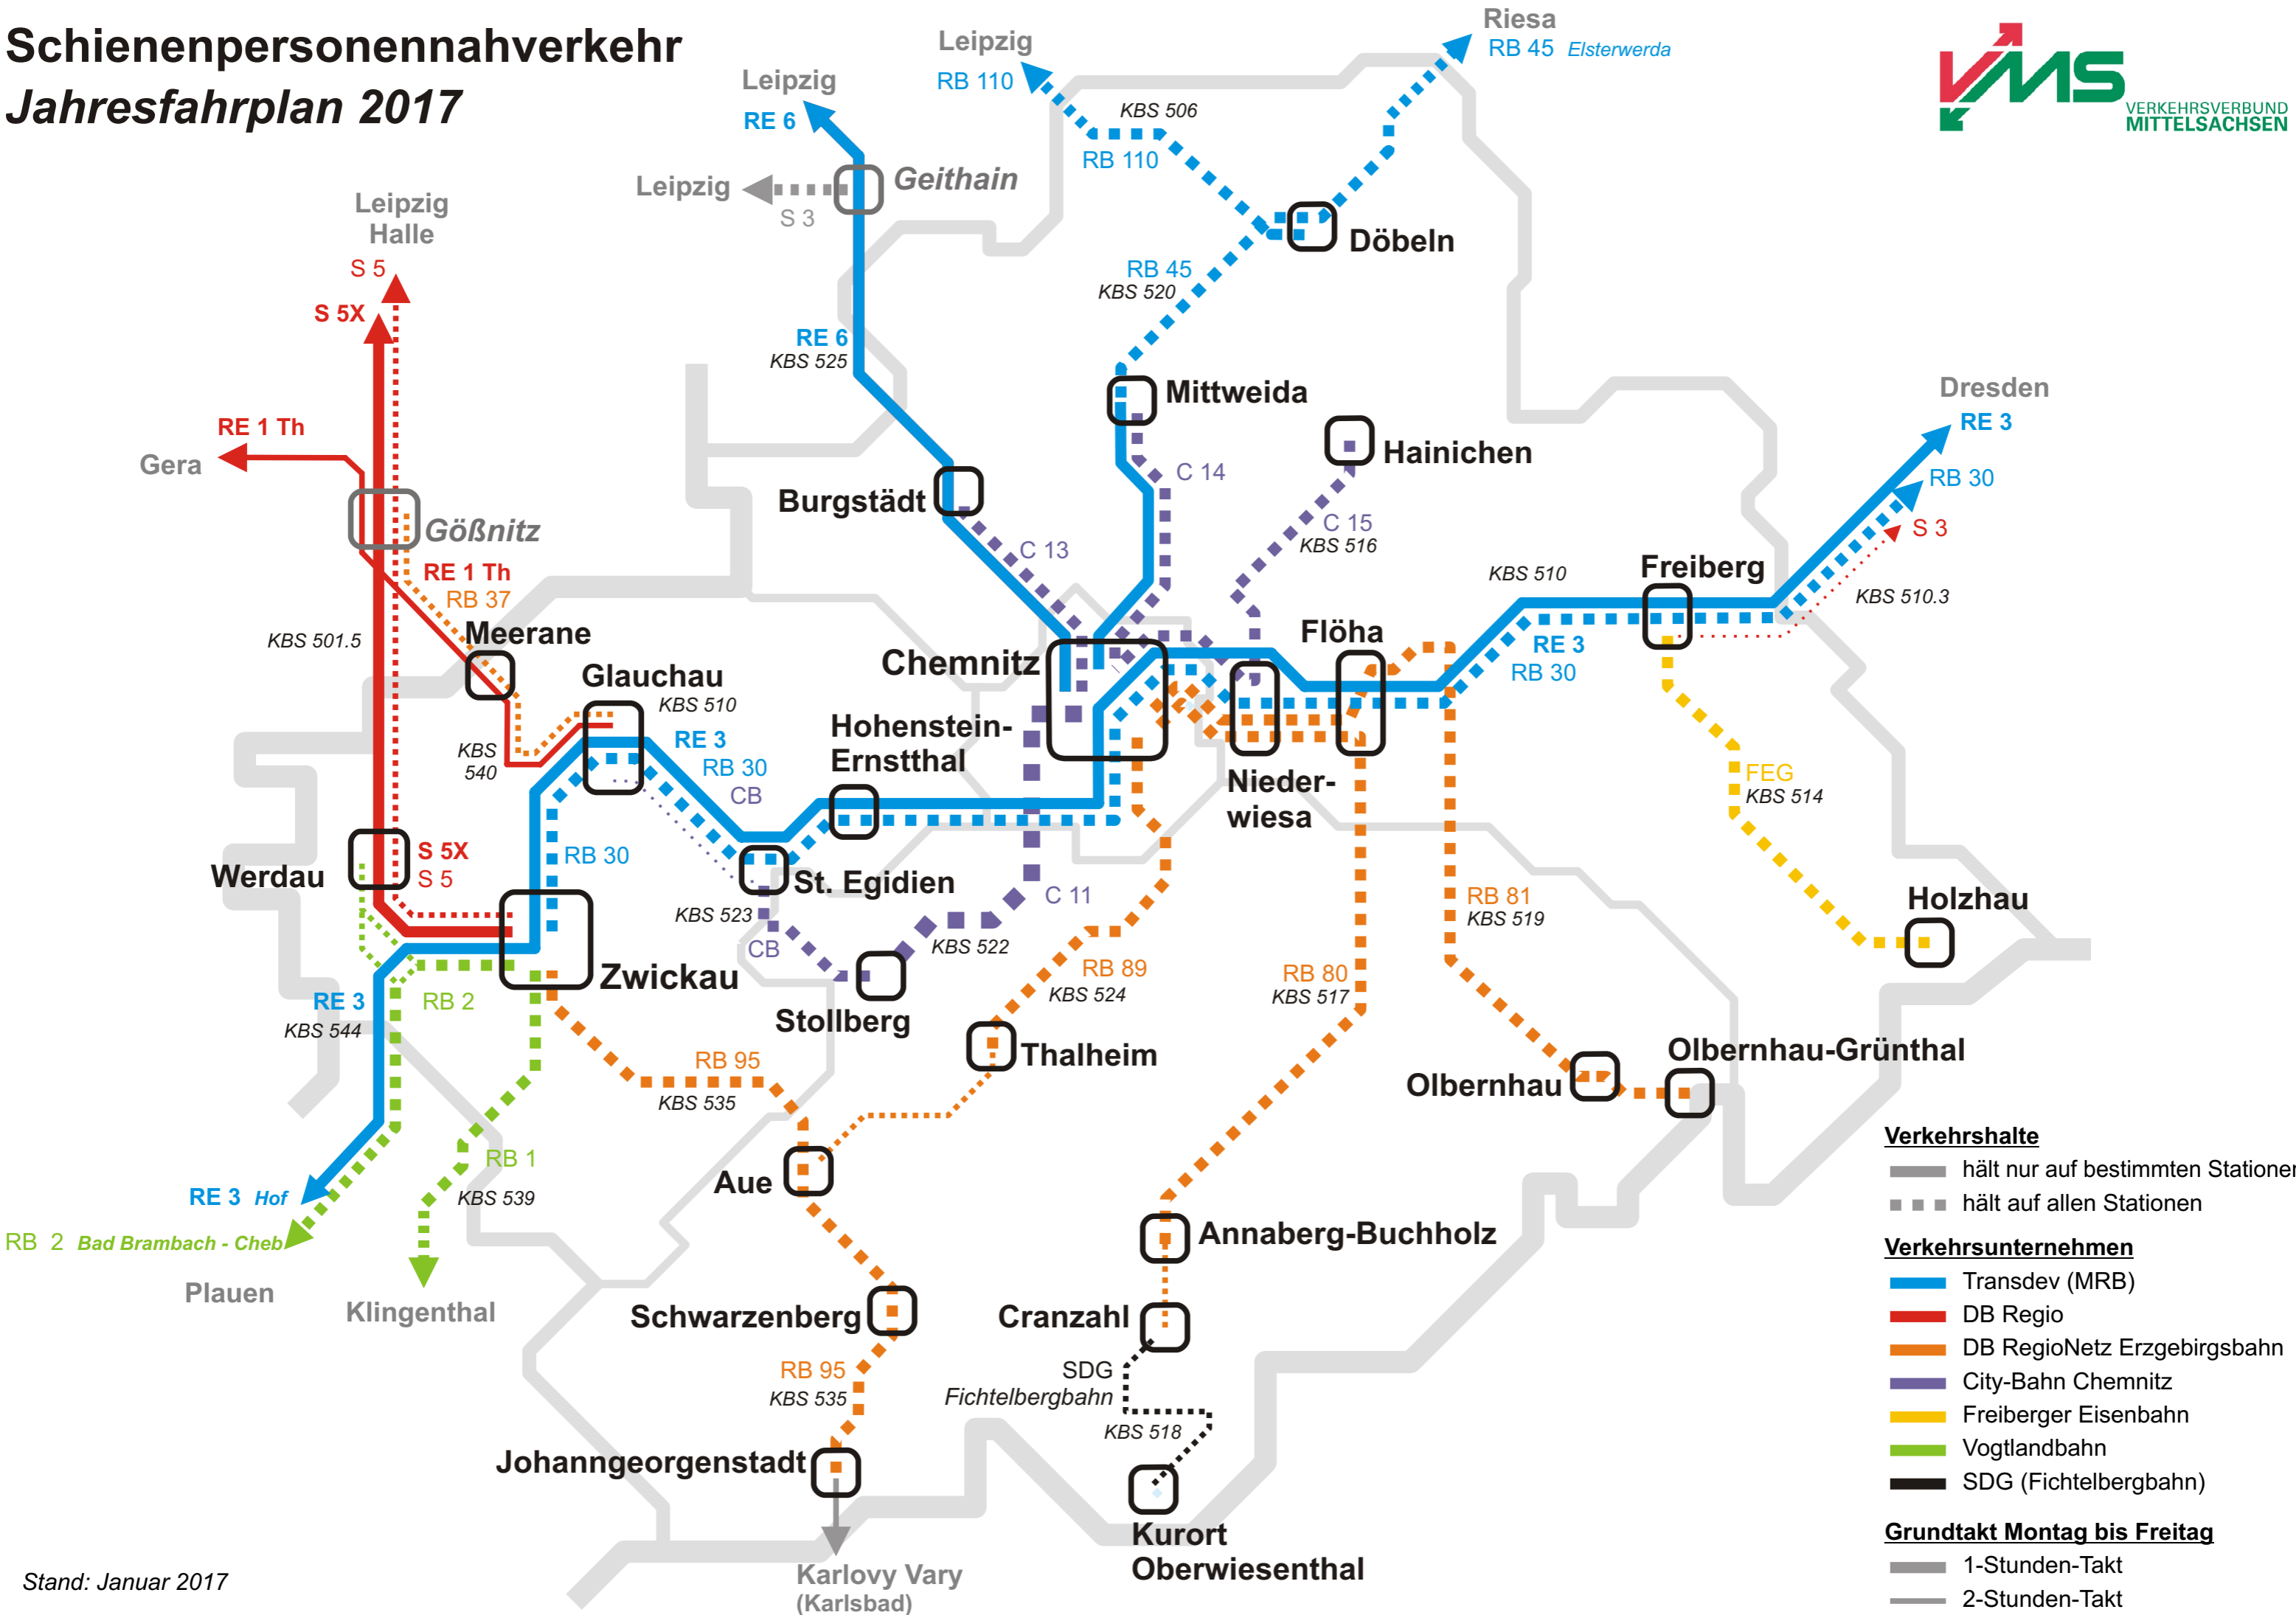 Schienenpersonennahverkehr
Jahresfahrplan 2017
Leipzig
RE 6
Leipzig
RB 110
KBS 506
RB 110
Riesa
RB 45 Elsterwerda
VMS
VERKEHRSVERBUND
MITTELSACHSEN
Leipzig
S 3
Geithain
Leipzig
Halle
S 5
S 5X
Döbeln
RB 45
KBS 520
RE 6
KBS 525
Mittweida
Dresden
RE 3
RB 30
S 3
KBS 510.3
RE 1 Th
Gera
Gößnitz
Burgstädt
C 14
Hainichen
C 13
C 15
KBS 516
KBS 510
Freiberg
RE 1 Th
RB 37
KBS 501.5
Meerane
Glauchau
KBS 510
Chemnitz
Flöha
RE 3
RB 30
KBS
540
RE 3
RB 30
CB
Hohenstein-
Ernstthal
Nieder-
wiesa
FEG
KBS 514
Werdau
S 5X
S 5
RB 30
St. Egidien
KBS 523
CB
C 11
KBS 522
RB 81
KBS 519
Holzhau
Zwickau
Stollberg
RB 89
KBS 524
RB 80
KBS 517
RE 3
KBS 544
RB 2
Thalheim
RB 95
KBS 535
Olbernhau
Olbernhau-Grünthal
RB 1
KBS 539
Aue
RE 3 Hof
RB 2 Bad Brambach - Cheb
Plauen
Klingenthal
Annaberg-Buchholz
Schwarzenberg
Cranzahl
RB 95
KBS 535
SDG
Fichtelbergbahn
KBS 518
Johanngeorgenstadt
Kurort
Oberwiesenthal
Karlovy Vary
(Karlsbad)
Stand: Januar 2017
Verkehrshalte
hält nur auf bestimmten Stationen
hält auf allen Stationen
Verkehrsunternehmen
Transdev (MRB)
DB Regio
DB RegioNetz Erzgebirgsbahn
City-Bahn Chemnitz
Freiberger Eisenbahn
Vogtlandbahn
SDG (Fichtelbergbahn)
Grundtakt Montag bis Freitag
1-Stunden-Takt
2-Stunden-Takt